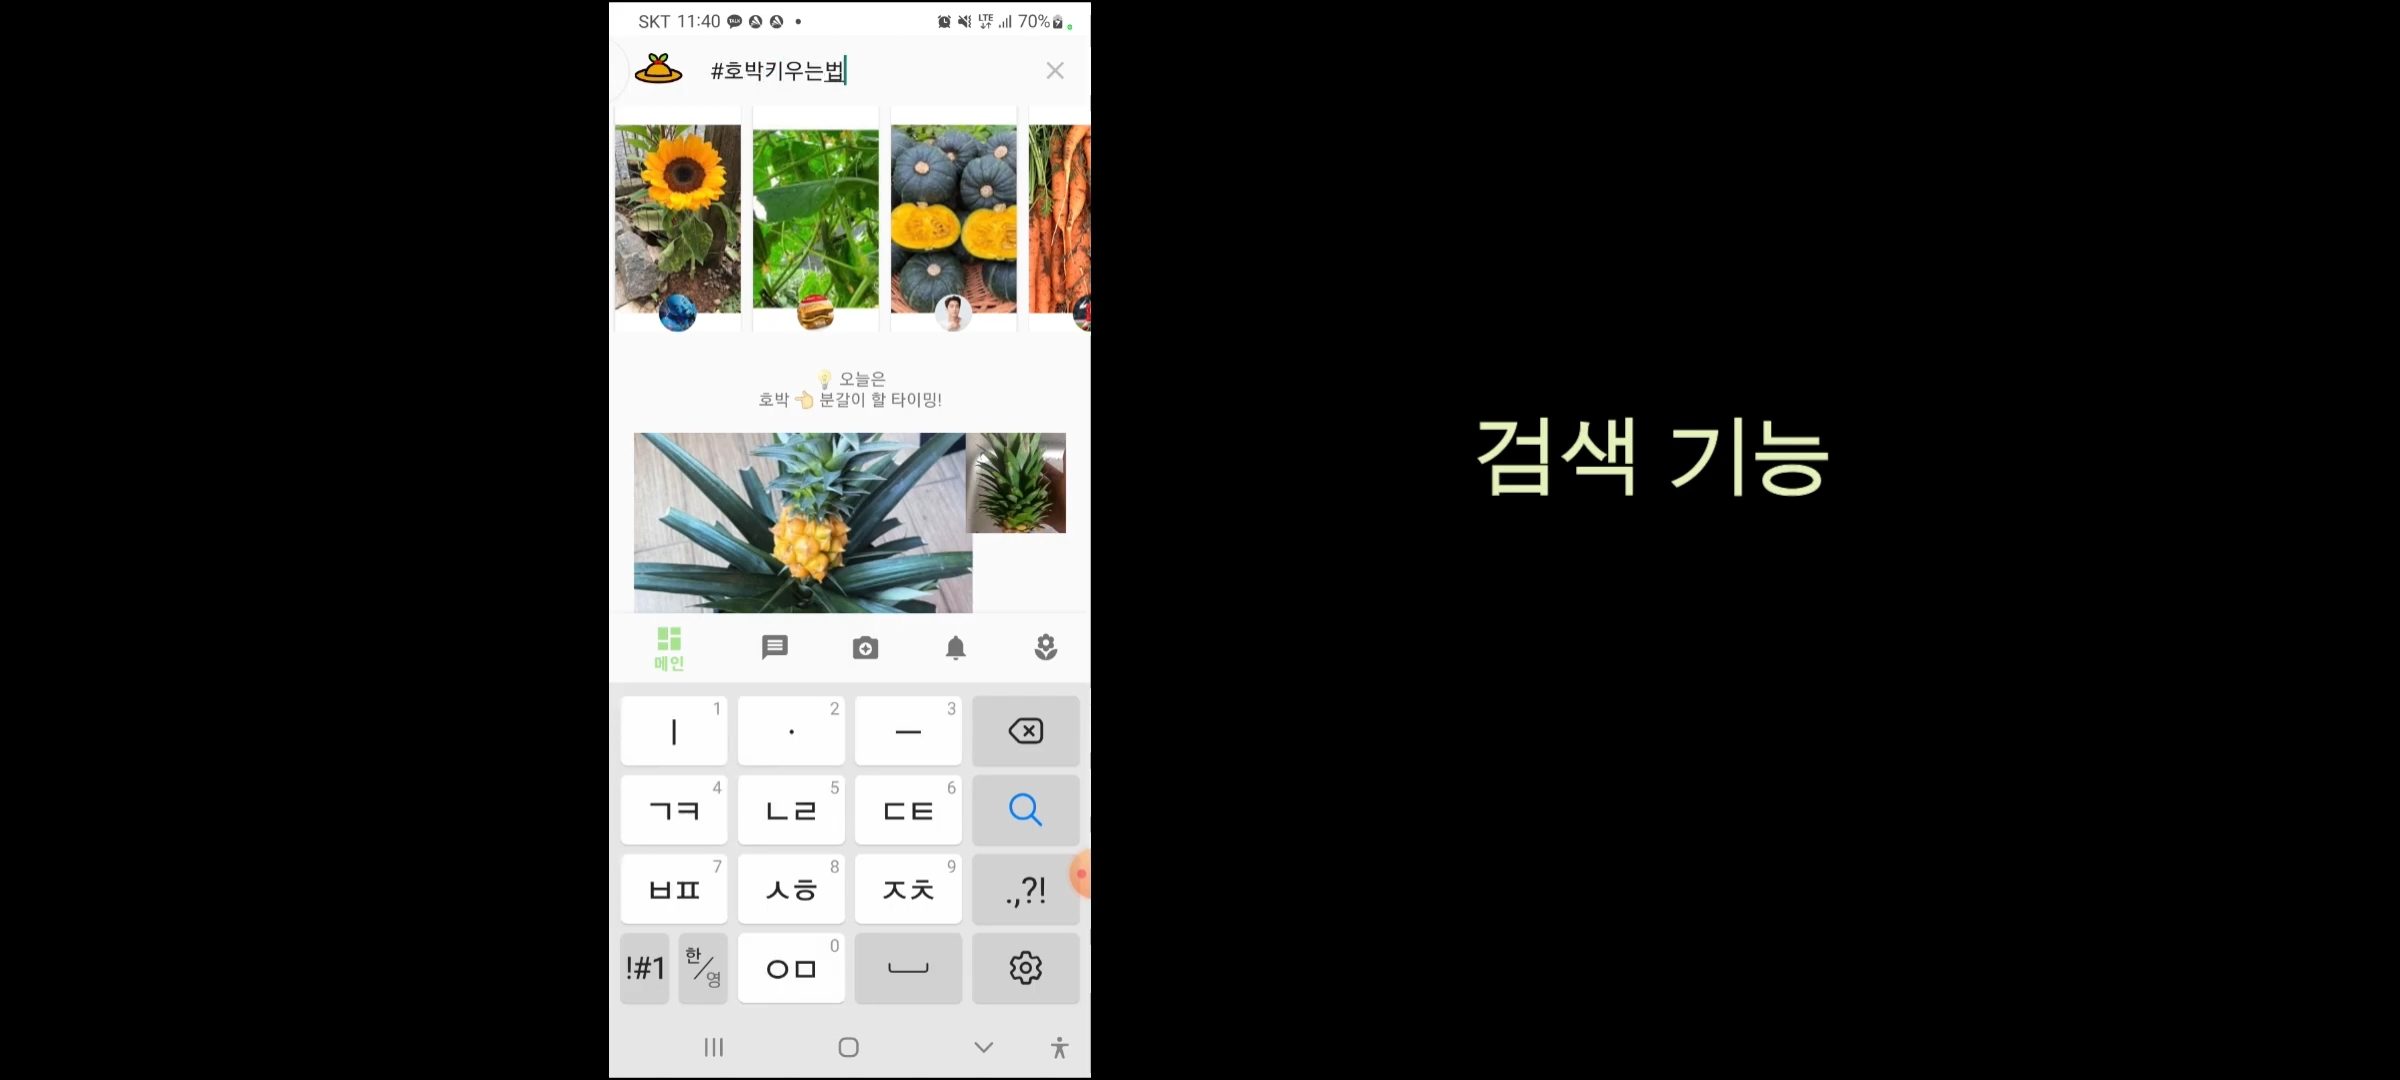 SKT 11:40
LTE
70%
#호박키우는법
💡 오늘은
호박 👈 분갈이 할 타이밍!
메인
ㅣ 1
· 2
ㅡ 3
ㄱㅋ 4
ㄴㄹ 5
ㄷㅌ 6
ㅂㅍ 7
ㅅㅎ 8
ㅈㅊ 9
.,?!
!#1
한/영
ㅇㅁ 0
검색 기능